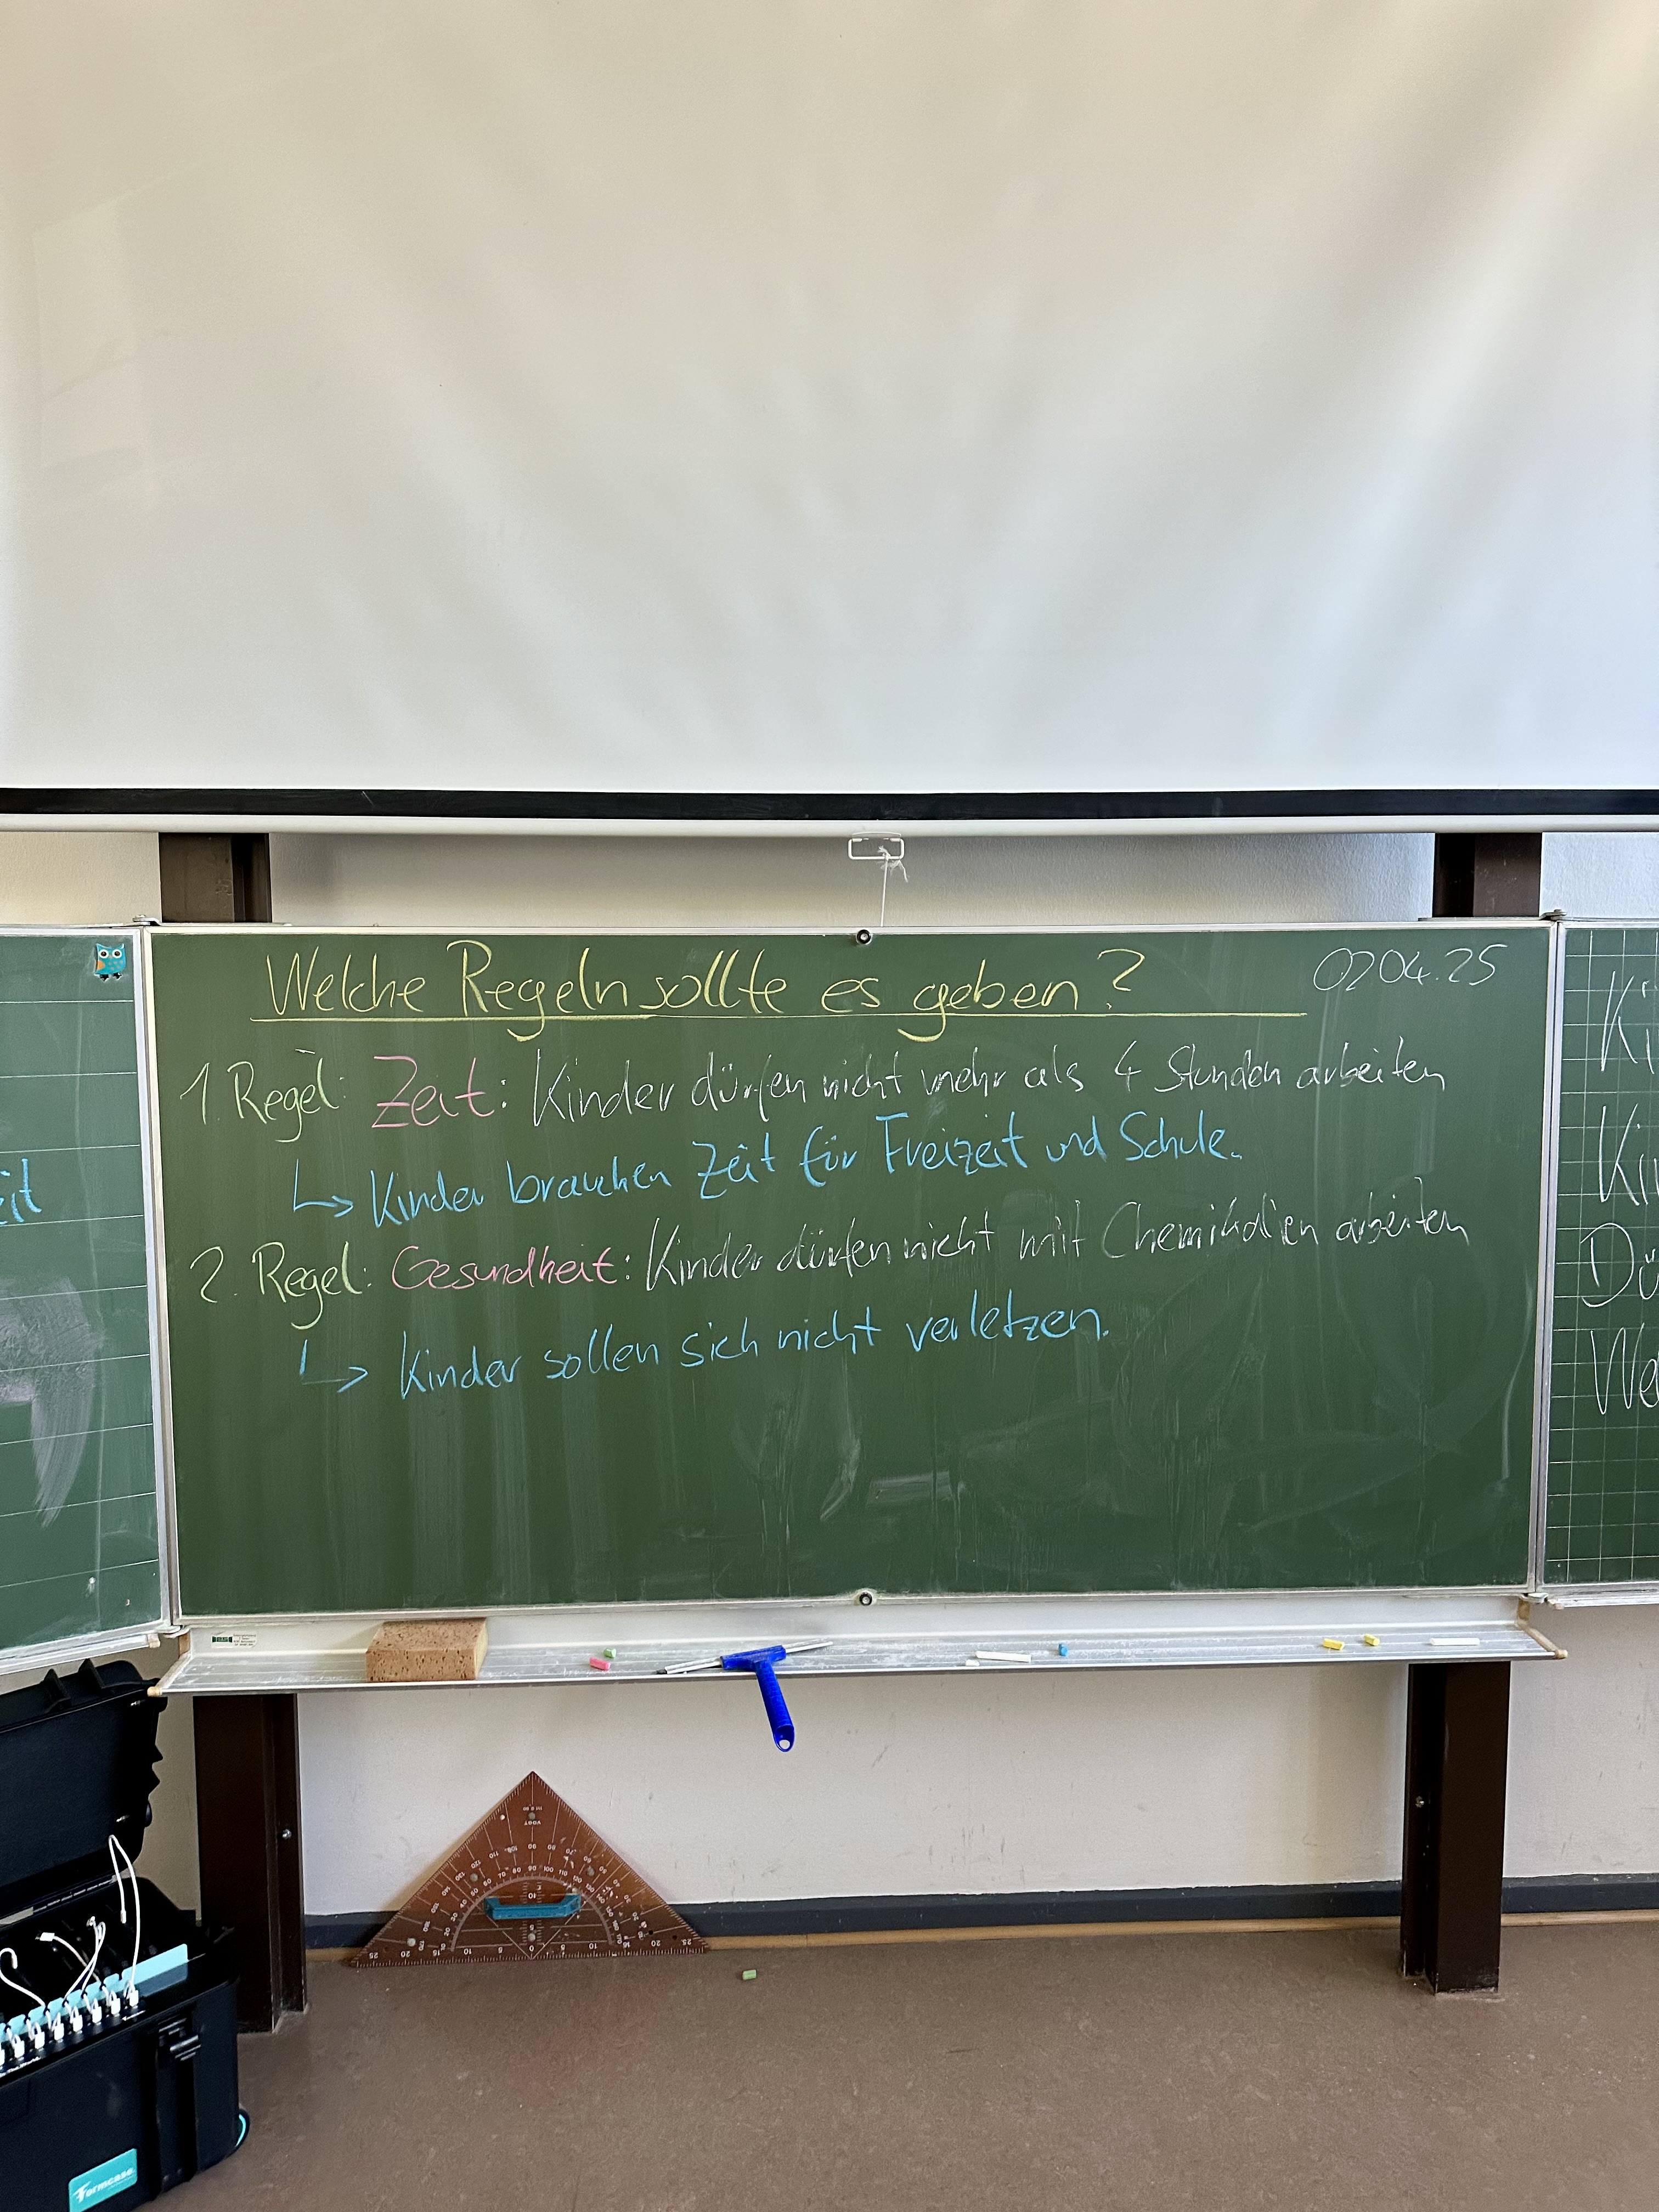 Welche Regeln sollte es geben?
02.04.25
1. Regel: Zeit: Kinder dürfen nicht mehr als 4 Stunden arbeiten
↳ Kinder brauchen Zeit für Freizeit und Schule.
2. Regel: Gesundheit: Kinder dürfen nicht mit Chemikalien arbeiten
↳ Kinder sollen sich nicht verletzen.
eit
Ki
Ki
Dü
We
formcase